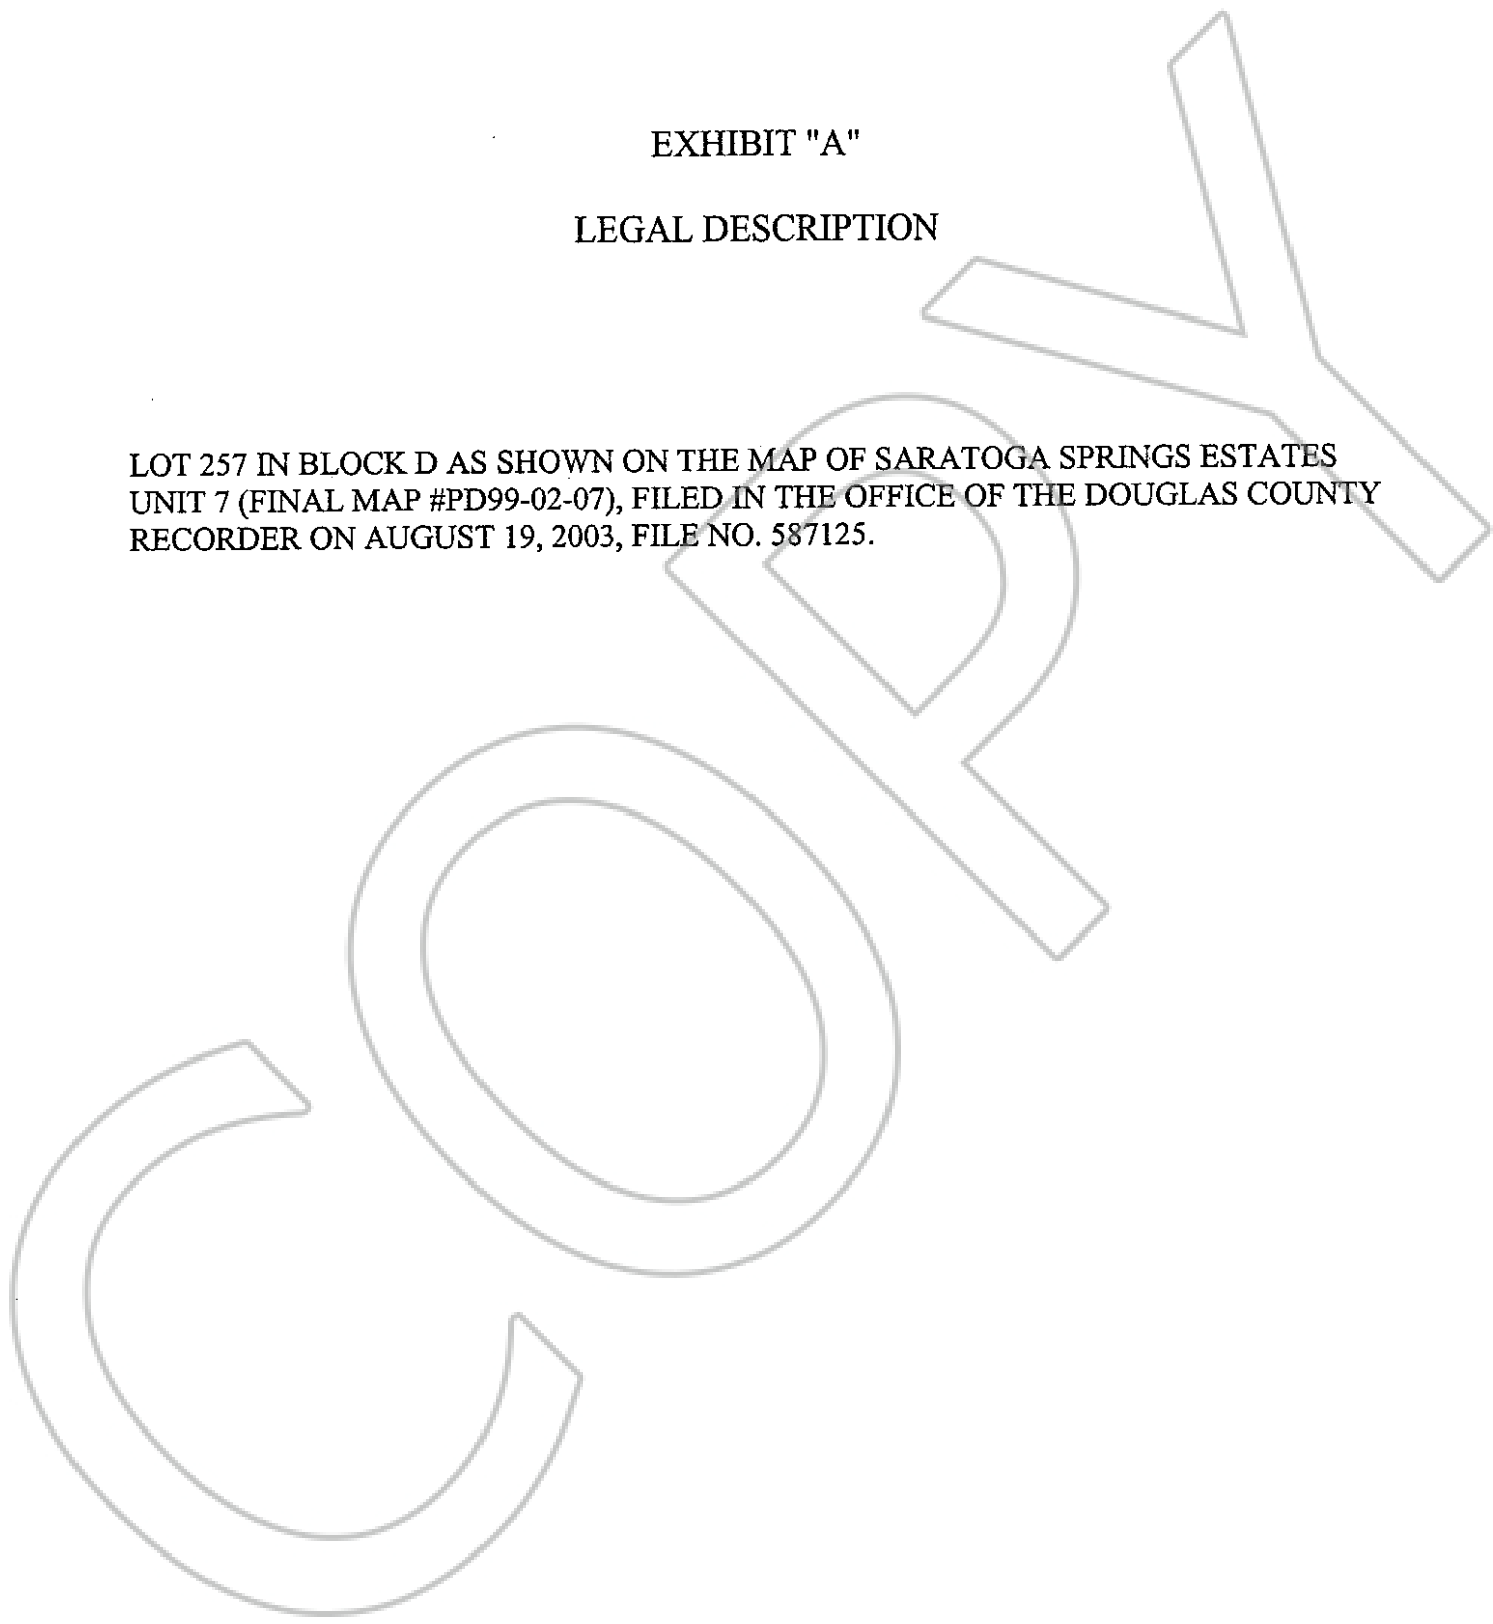 EXHIBIT "A"
LEGAL DESCRIPTION
LOT 257 IN BLOCK D AS SHOWN ON THE MAP OF SARATOGA SPRINGS ESTATES
UNIT 7 (FINAL MAP #PD99-02-07), FILED IN THE OFFICE OF THE DOUGLAS COUNTY
RECORDER ON AUGUST 19, 2003, FILE NO. 587125.
COPY